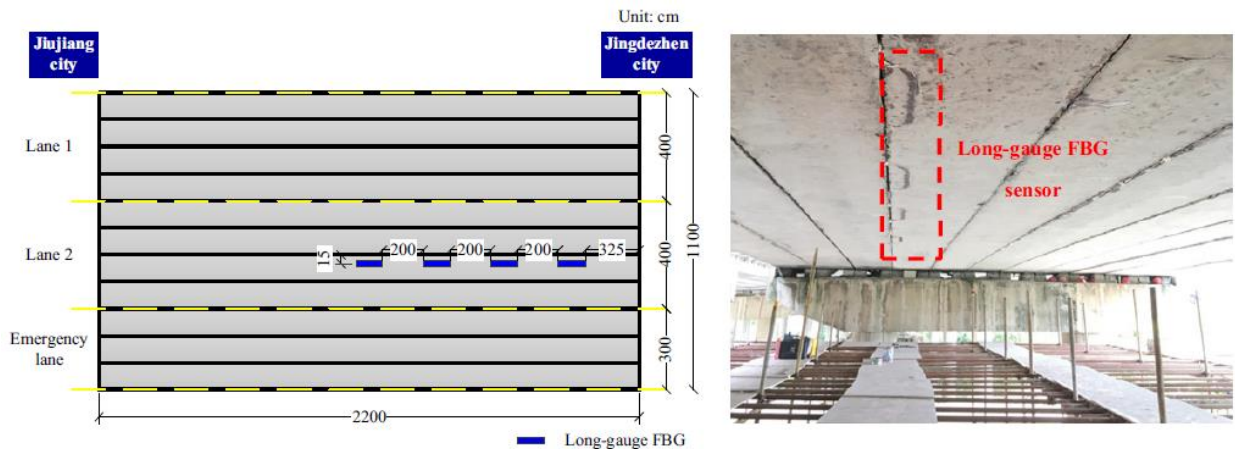 Unit: cm
Jiujiang
city
Jingdezhen
city
Lane 1
400
Lane 2
15
200
200
200
325
400
1100
Emergency
lane
300
2200
Long-gauge FBG
Long-gauge FBG
sensor